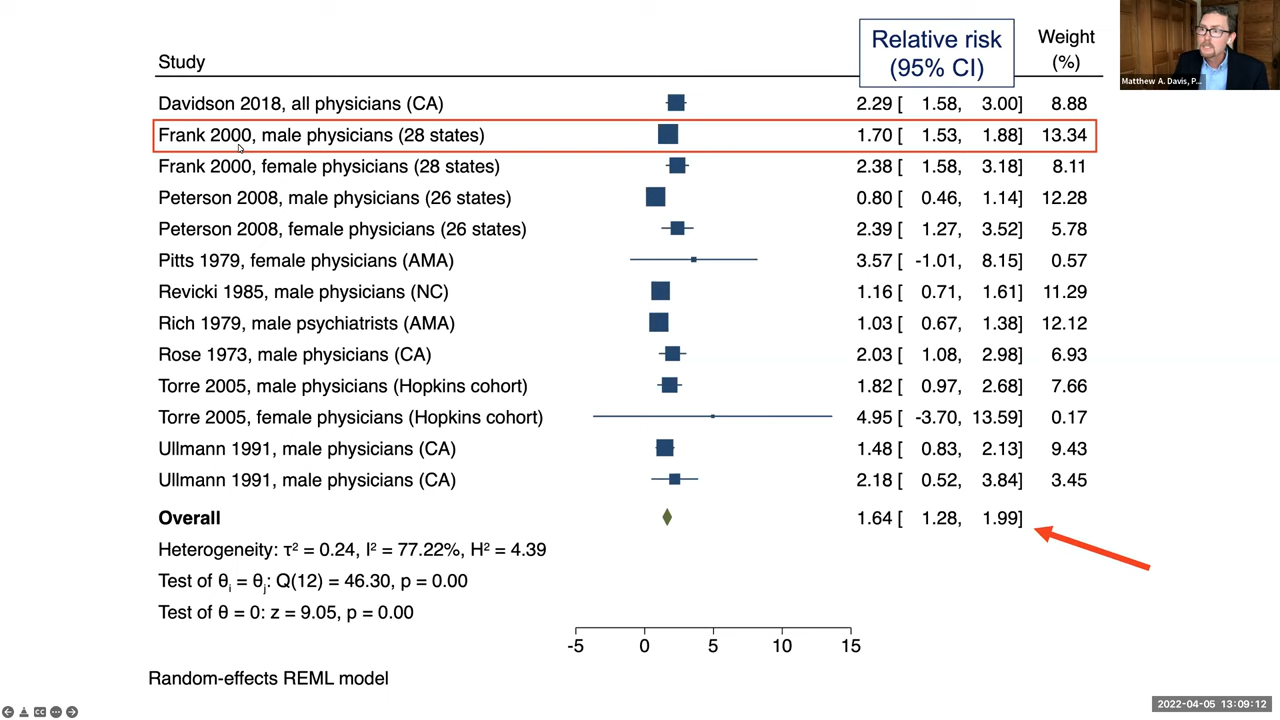 Study
Relative risk
(95% CI)
Weight
(%)
Davidson 2018, all physicians (CA) 2.29 [ 1.58, 3.00] 8.88
Frank 2000, male physicians (28 states) 1.70 [ 1.53, 1.88] 13.34
Frank 2000, female physicians (28 states) 2.38 [ 1.58, 3.18] 8.11
Peterson 2008, male physicians (26 states) 0.80 [ 0.46, 1.14] 12.28
Peterson 2008, female physicians (26 states) 2.39 [ 1.27, 3.52] 5.78
Pitts 1979, female physicians (AMA) 3.57 [ -1.01, 8.15] 0.57
Revicki 1985, male physicians (NC) 1.16 [ 0.71, 1.61] 11.29
Rich 1979, male psychiatrists (AMA) 1.03 [ 0.67, 1.38] 12.12
Rose 1973, male physicians (CA) 2.03 [ 1.08, 2.98] 6.93
Torre 2005, male physicians (Hopkins cohort) 1.82 [ 0.97, 2.68] 7.66
Torre 2005, female physicians (Hopkins cohort) 4.95 [ -3.70, 13.59] 0.17
Ullmann 1991, male physicians (CA) 1.48 [ 0.83, 2.13] 9.43
Ullmann 1991, male physicians (CA) 2.18 [ 0.52, 3.84] 3.45
Overall 1.64 [ 1.28, 1.99]
Heterogeneity: τ² = 0.24, I² = 77.22%, H² = 4.39
Test of θᵢ = θⱼ: Q(12) = 46.30, p = 0.00
Test of θ = 0: z = 9.05, p = 0.00
-5 0 5 10 15
Random-effects REML model
Matthew A. Davis, P...
CC
2022-04-05 13:09:12